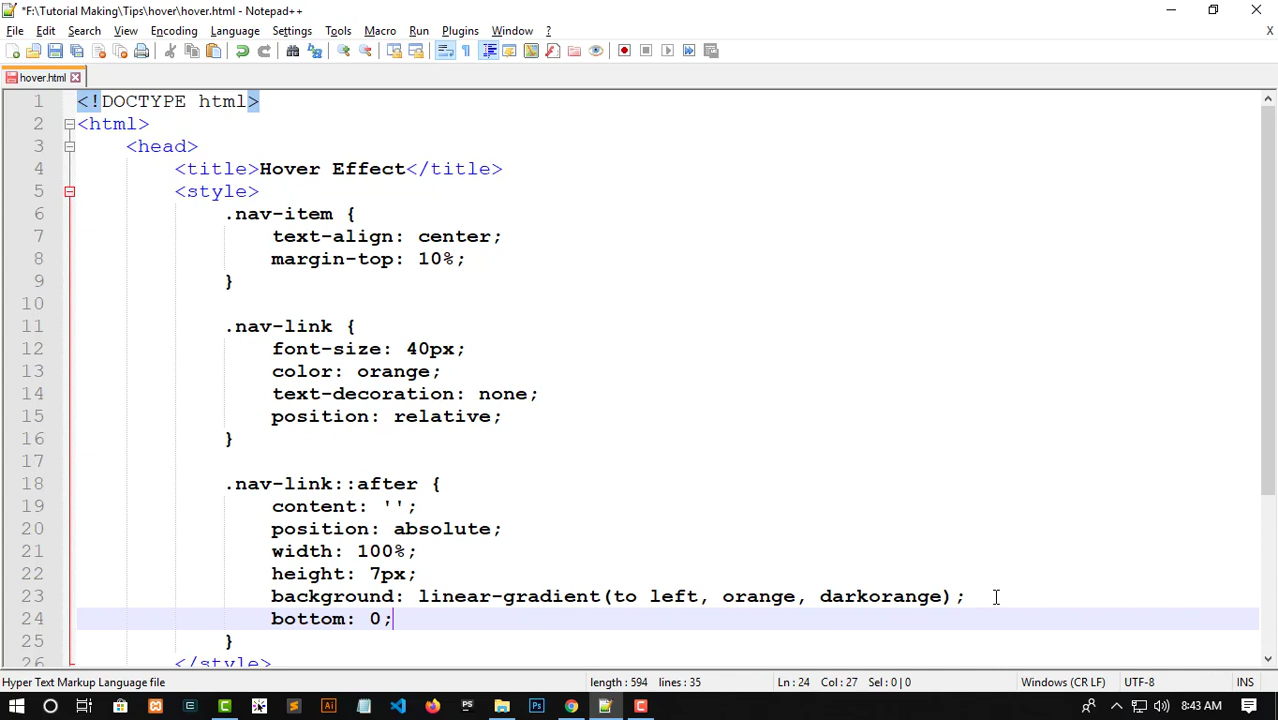 *F:\Tutorial Making\Tips\hover\hover.html - Notepad++
File Edit Search View Encoding Language Settings Tools Macro Run Plugins Window ?
X
hover.html
1 <!DOCTYPE html>
2 <html>
3 <head>
4 <title>Hover Effect</title>
5 <style>
6 .nav-item {
7 text-align: center;
8 margin-top: 10%;
9 }
10
11 .nav-link {
12 font-size: 40px;
13 color: orange;
14 text-decoration: none;
15 position: relative;
16 }
17
18 .nav-link::after {
19 content: '';
20 position: absolute;
21 width: 100%;
22 height: 7px;
23 background: linear-gradient(to left, orange, darkorange);
24 bottom: 0;
25 }
26 </style>
Hyper Text Markup Language file length : 594 lines : 35 Ln : 24 Col : 27 Sel : 0 | 0 Windows (CR LF) UTF-8 INS
Ai Ps 8:43 AM